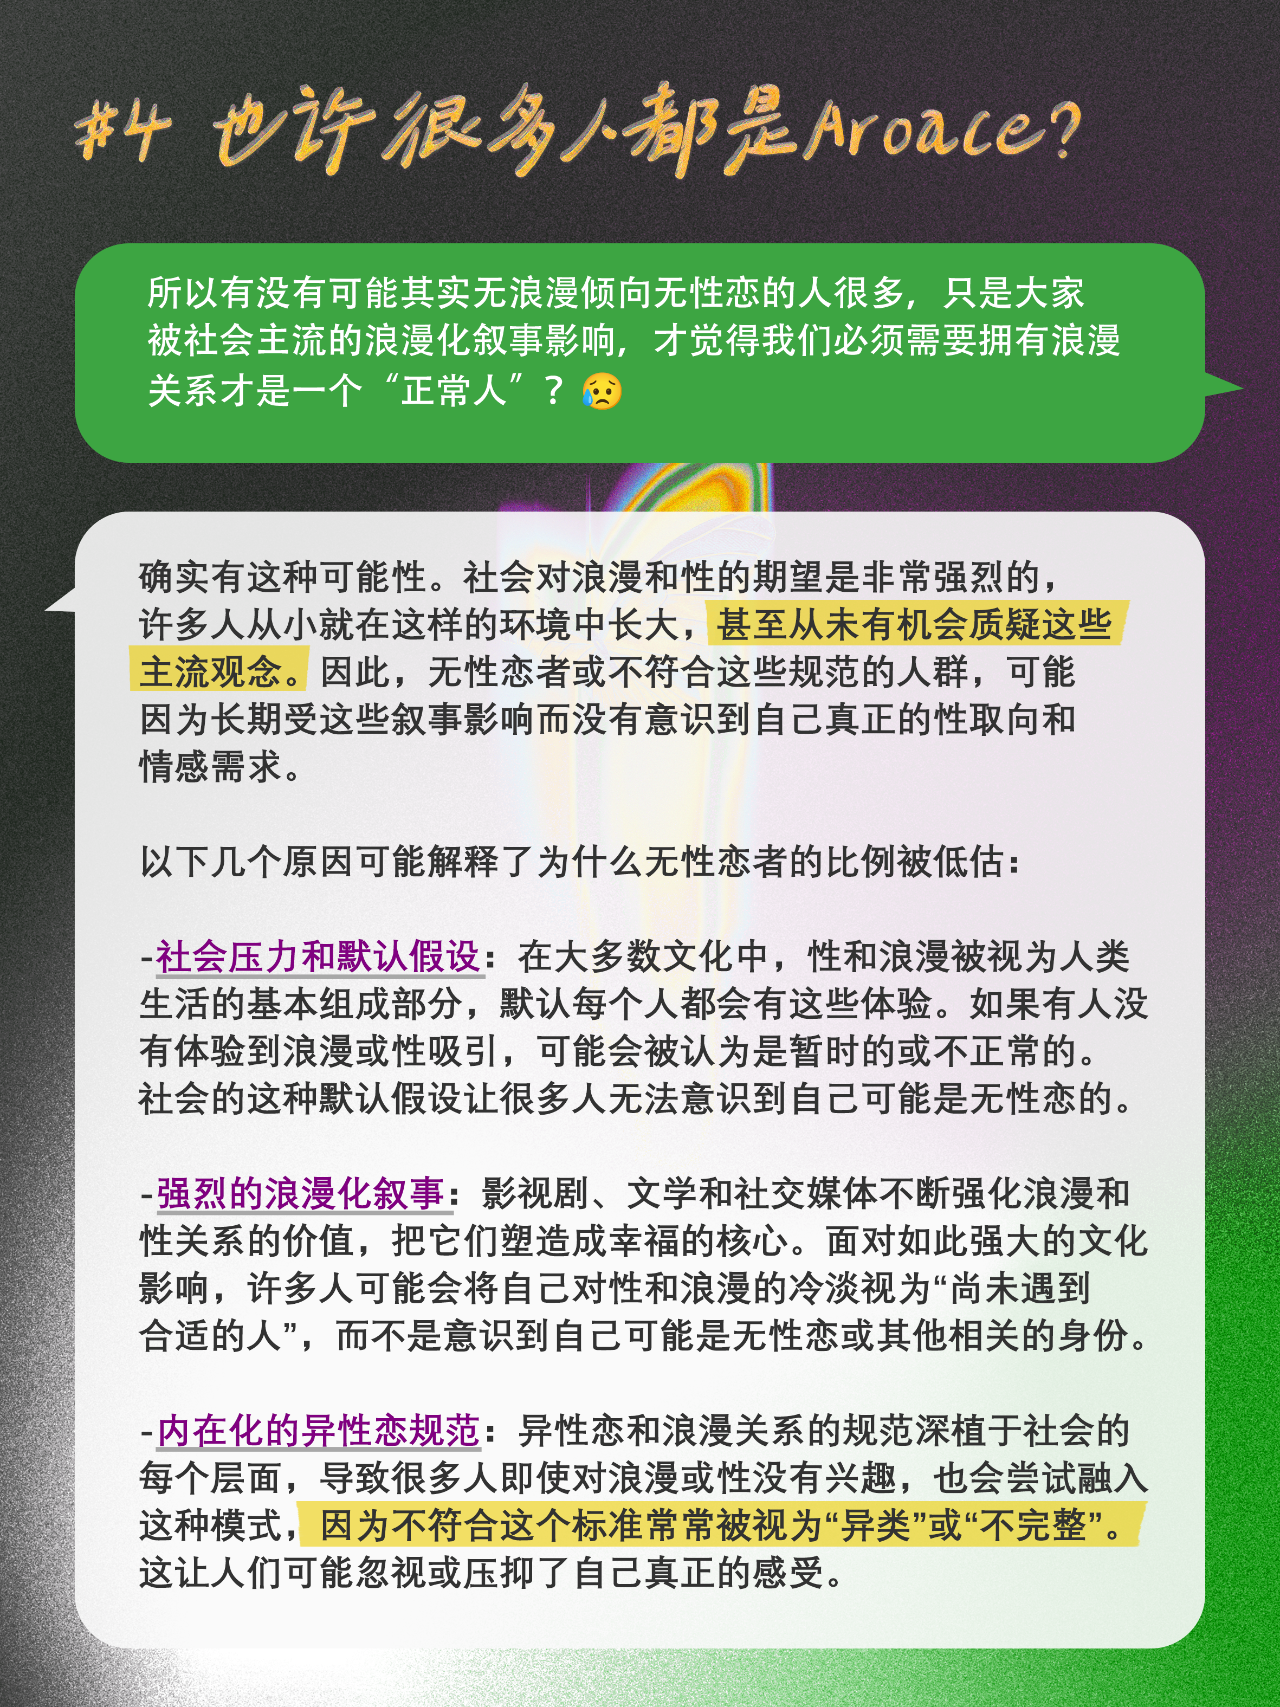 #4 也许很多人都是Aroace?
所以有没有可能其实无浪漫倾向无性恋的人很多，只是大家
被社会主流的浪漫化叙事影响，才觉得我们必须需要拥有浪漫
关系才是一个“正常人”？😥
确实有这种可能性。社会对浪漫和性的期望是非常强烈的，
许多人从小就在这样的环境中长大，甚至从未有机会质疑这些
主流观念。因此，无性恋者或不符合这些规范的人群，可能
因为长期受这些叙事影响而没有意识到自己真正的性取向和
情感需求。
以下几个原因可能解释了为什么无性恋者的比例被低估：
-社会压力和默认假设：在大多数文化中，性和浪漫被视为人类
生活的基本组成部分，默认每个人都会有这些体验。如果有人没
有体验到浪漫或性吸引，可能会被认为是暂时的或不正常的。
社会的这种默认假设让很多人无法意识到自己可能是无性恋的。
-强烈的浪漫化叙事：影视剧、文学和社交媒体不断强化浪漫和
性关系的价值，把它们塑造成幸福的核心。面对如此强大的文化
影响，许多人可能会将自己对性和浪漫的冷淡视为“尚未遇到
合适的人”，而不是意识到自己可能是无性恋或其他相关的身份。
-内在化的异性恋规范：异性恋和浪漫关系的规范深植于社会的
每个层面，导致很多人即使对浪漫或性没有兴趣，也会尝试融入
这种模式，因为不符合这个标准常常被视为“异类”或“不完整”。
这让人们可能忽视或压抑了自己真正的感受。